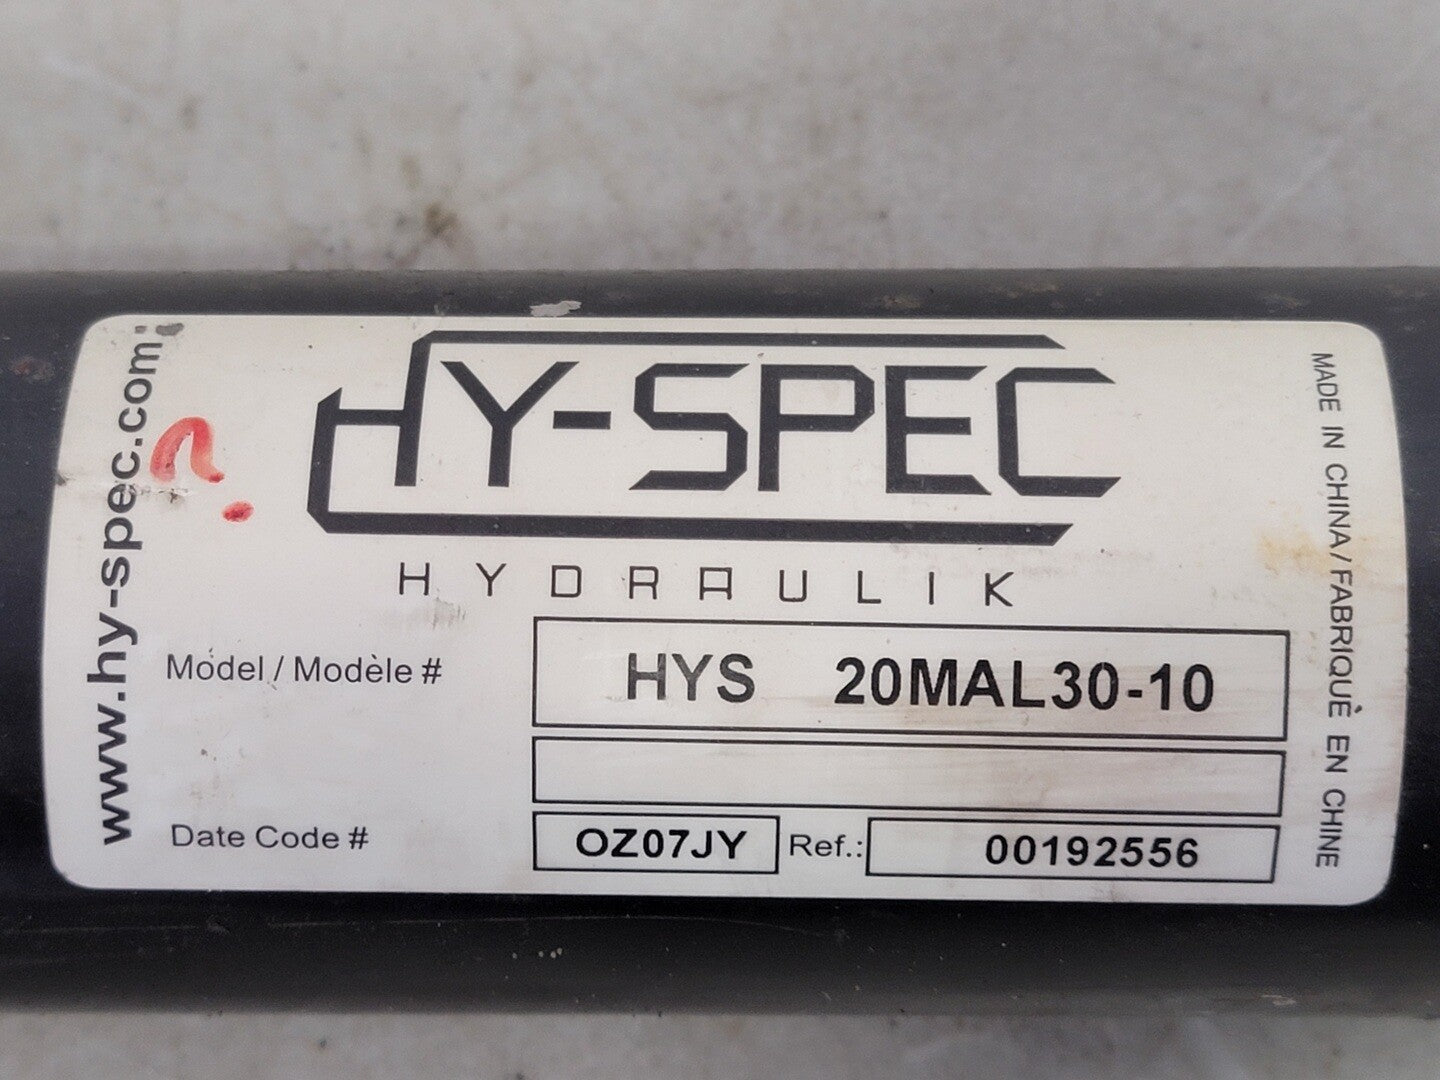 HY-SPEC
HYDRAULIK
Model / Modèle # HYS 20MAL30-10
Date Code # OZ07JY Ref.: 00192556
www.hy-spec.com
?
MADE IN CHINA/FABRIQUÉ EN CHINE